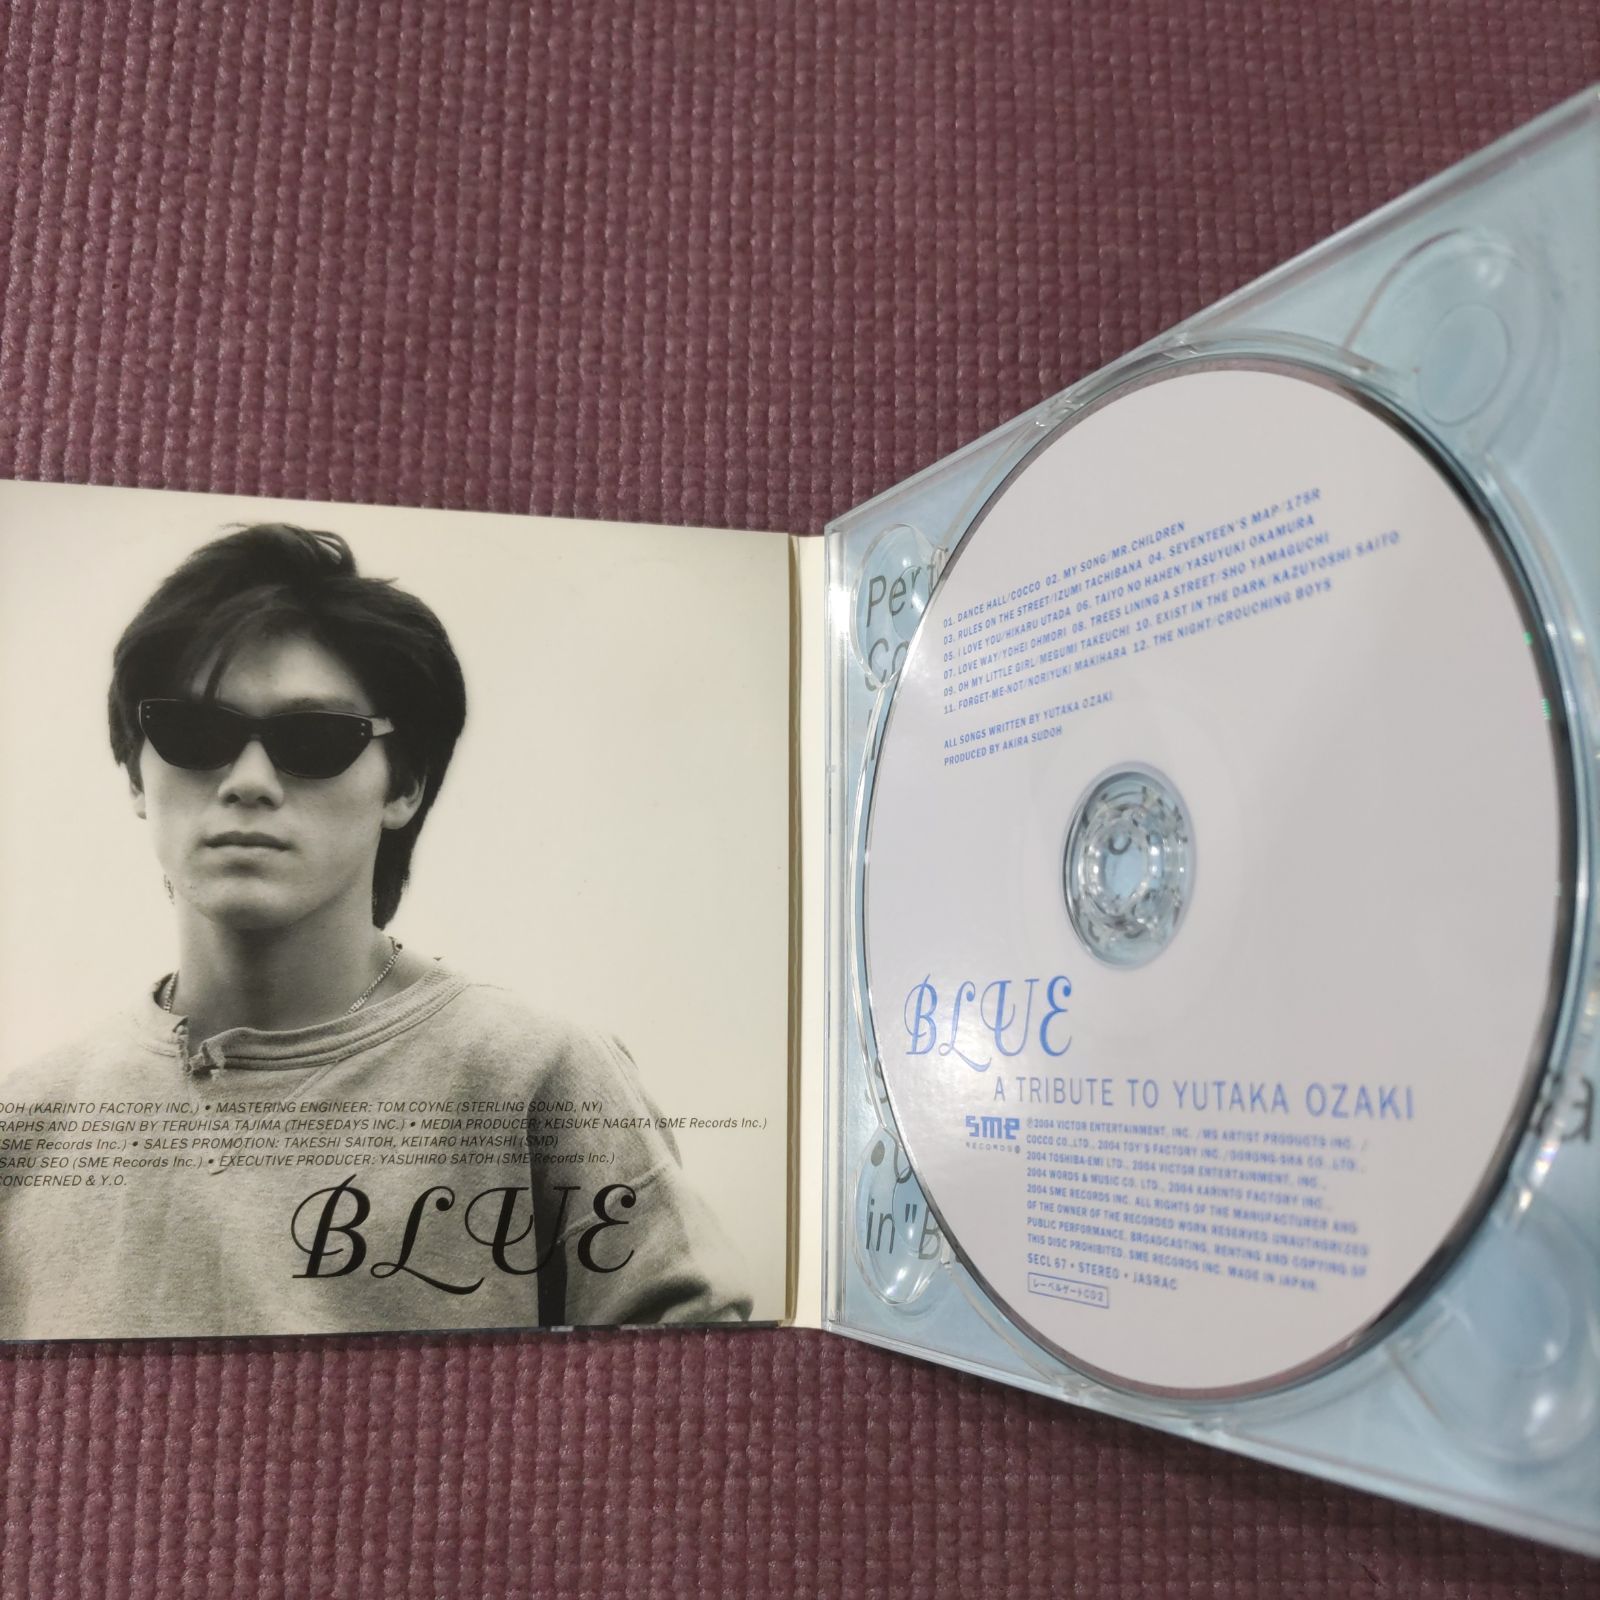 DOH (KARINTO FACTORY INC.) • MASTERING ENGINEER: TOM COYNE (STERLING SOUND, NY)
RAPHS AND DESIGN BY TERUHISA TAJIMA (THESEDAYS INC.) • MEDIA PRODUCER: KEISUKE NAGATA (SME Records Inc.)
(SME Records Inc.) • SALES PROMOTION: TAKESHI SAITOH, KEITARO HAYASHI (SMD)
SARU SEO (SME Records Inc.) • EXECUTIVE PRODUCER: YASUHIRO SATOH (SME Records Inc.)
CONCERNED & Y.O.
BLUE
01. DANCE HALL/COCCO 02. MY SONG/MR.CHILDREN
03. RULES ON THE STREET/IZUMI TACHIBANA 04. SEVENTEEN'S MAP/175R
05. I LOVE YOU/HIKARU UTADA 06. TAIYO NO HAHEN/YASUYUKI OKAMURA
07. LOVE WAY/YOHEI OHMORI 08. TREES LINING A STREET/SHO YAMAGUCHI
09. OH MY LITTLE GIRL/MEGUMI TAKEUCHI 10. EXIST IN THE DARK/KAZUYOSHI SAITO
11. FORGET-ME-NOT/NORIYUKI MAKIHARA 12. THE NIGHT/CROUCHING BOYS
ALL SONGS WRITTEN BY YUTAKA OZAKI
PRODUCED BY AKIRA SUDOH
BLUE
A TRIBUTE TO YUTAKA OZAKI
sme
RECORDS
℗2004 VICTOR ENTERTAINMENT, INC. /MS ARTIST PRODUCTS INC. /
COCCO CO.,LTD., 2004 TOY'S FACTORY INC./OORONG-SHA CO.,LTD.,
2004 TOSHIBA-EMI LTD., 2004 VICTOR ENTERTAINMENT, INC.,
2004 WORDS & MUSIC CO. LTD., 2004 KARINTO FACTORY INC.,
2004 SME RECORDS INC. ALL RIGHTS OF THE MANUFACTURER AND
OF THE OWNER OF THE RECORDED WORK RESERVED UNAUTHORIZED
PUBLIC PERFORMANCE, BROADCASTING, RENTING AND COPYING OF
THIS DISC PROHIBITED. SME RECORDS INC. MADE IN JAPAN.
SECL 67 • STEREO • JASRAC
レーベルゲートCD2
Per
Co
in "B